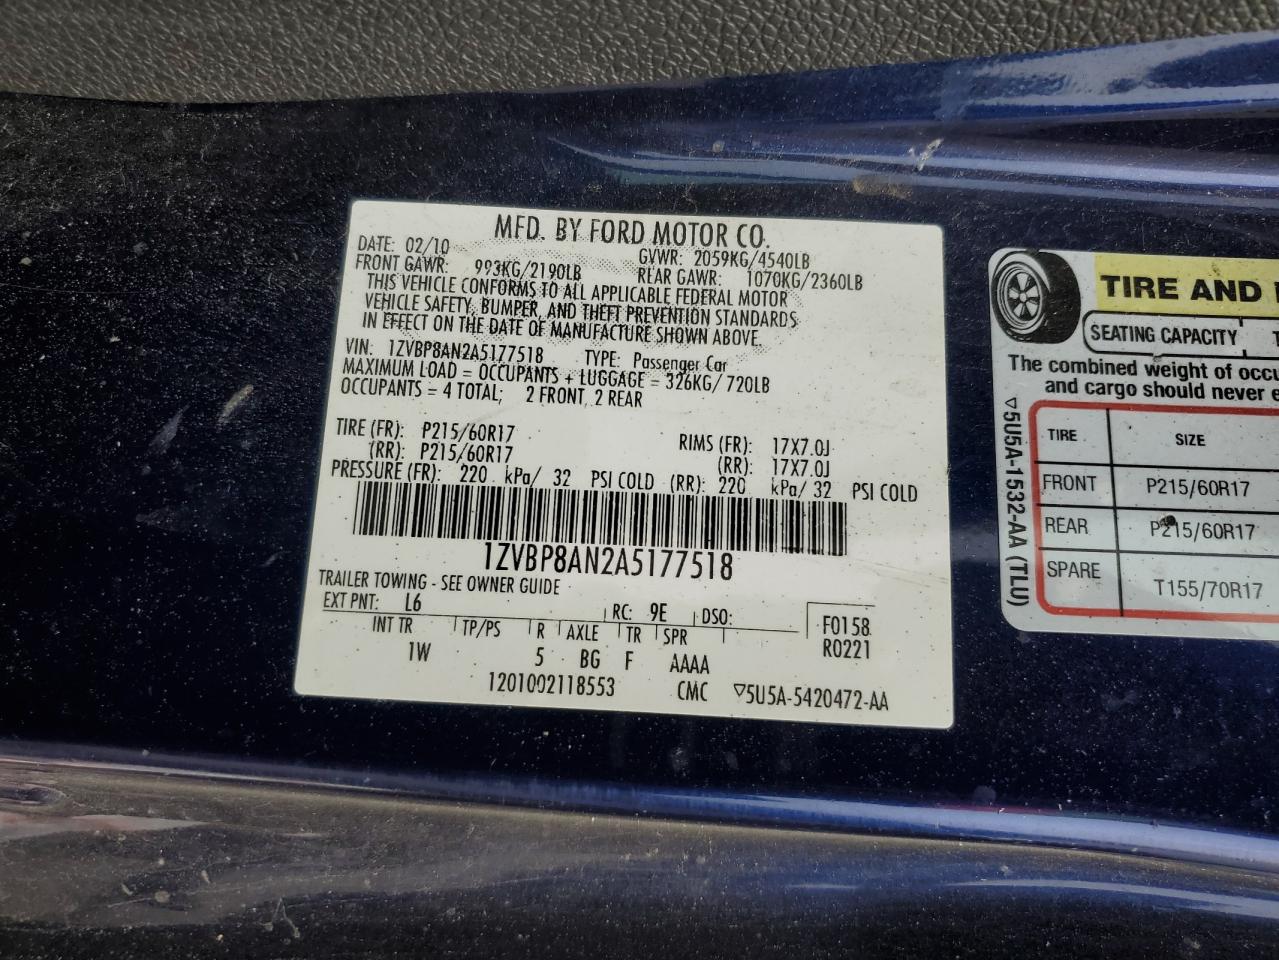 MFD. BY FORD MOTOR CO.
DATE: 02/10 GVWR: 2059KG/4540LB
FRONT GAWR: 993KG/2190LB REAR GAWR: 1070KG/2360LB
THIS VEHICLE CONFORMS TO ALL APPLICABLE FEDERAL MOTOR
VEHICLE SAFETY, BUMPER, AND THEFT PREVENTION STANDARDS
IN EFFECT ON THE DATE OF MANUFACTURE SHOWN ABOVE.
VIN: 1ZVBP8AN2A5177518 TYPE: Passenger Car
MAXIMUM LOAD = OCCUPANTS + LUGGAGE = 326KG/ 720LB
OCCUPANTS = 4 TOTAL; 2 FRONT, 2 REAR
TIRE (FR): P215/60R17 RIMS (FR): 17X7.0J
(RR): P215/60R17 (RR): 17X7.0J
PRESSURE (FR): 220 kPa/ 32 PSI COLD (RR): 220 kPa/ 32 PSI COLD
1ZVBP8AN2A5177518
TRAILER TOWING - SEE OWNER GUIDE
EXT PNT: L6 RC: 9E DSO: F0158
INT TR TP/PS R AXLE TR SPR R0221
1W 5 BG F AAAA
1201002118553 CMC ▽5U5A-5420472-AA
TIRE AND
SEATING CAPACITY
The combined weight of occu
and cargo should never e
▽5U5A-1532-AA (TLU)
TIRE SIZE
FRONT P215/60R17
REAR P215/60R17
SPARE T155/70R17